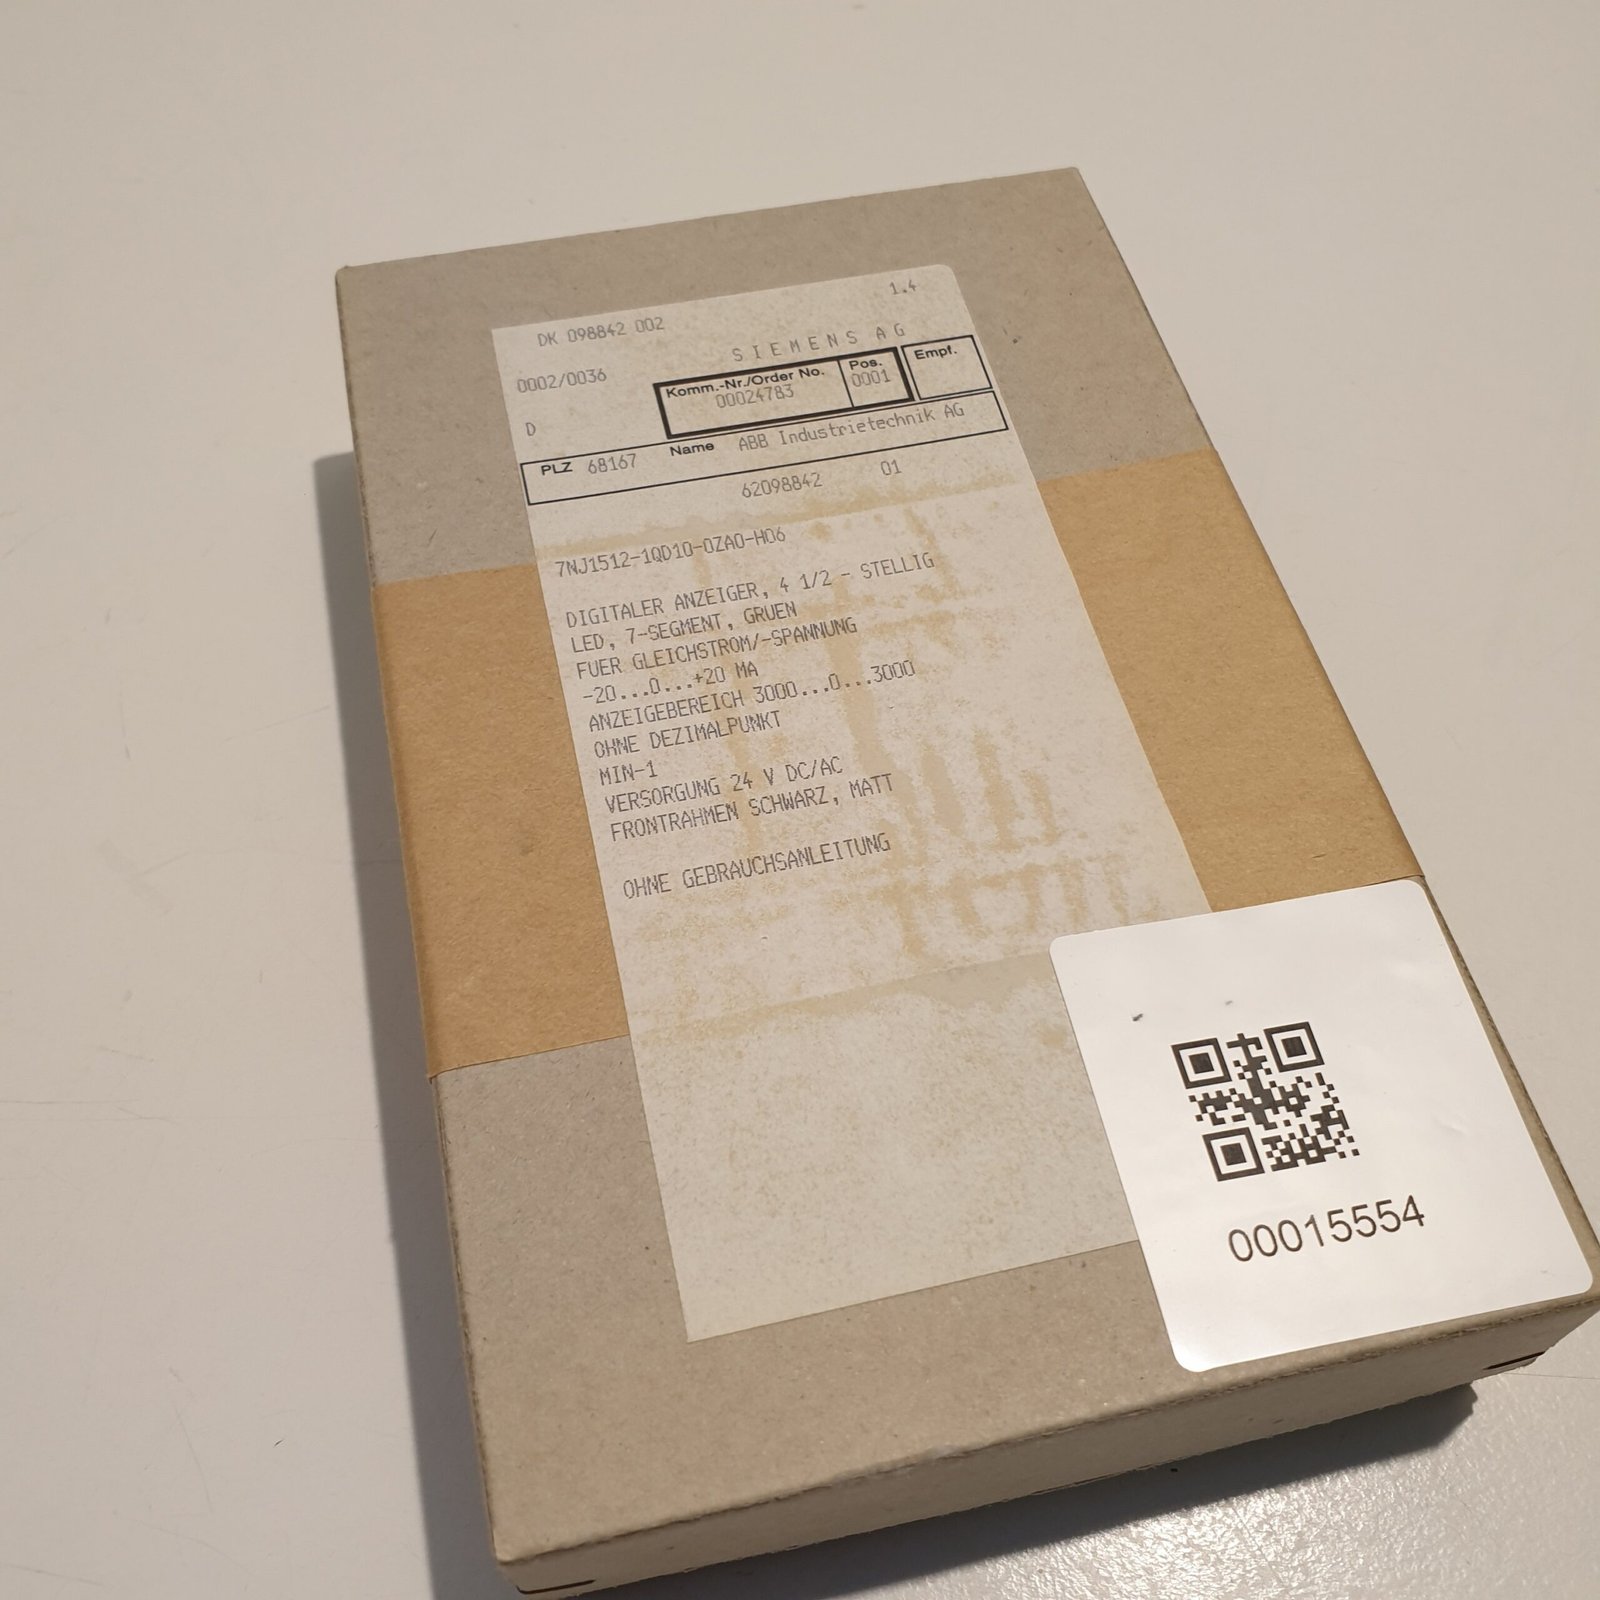 1.4
DK 098842 002
SIEMENS AG
0002/0036
Komm.-Nr./Order No.
00024783
Pos.
0001
Empf.
D
PLZ 68167 Name ABB Industrietechnik AG
62098842 01
7NJ1512-1QD10-0ZA0-H06
DIGITALER ANZEIGER, 4 1/2 - STELLIG
LED, 7-SEGMENT, GRUEN
FUER GLEICHSTROM/-SPANNUNG
-20...0...+20 MA
ANZEIGEBEREICH 3000...0...3000
OHNE DEZIMALPUNKT
MIN-1
VERSORGUNG 24 V DC/AC
FRONTRAHMEN SCHWARZ, MATT
OHNE GEBRAUCHSANLEITUNG
00015554